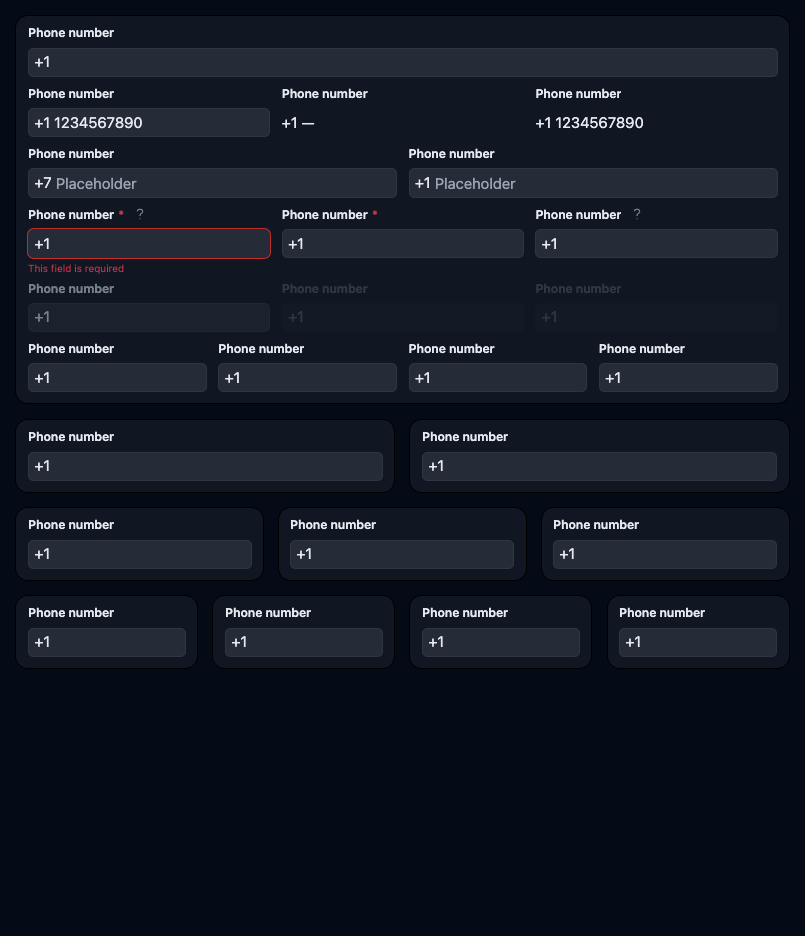 Phone number
+1
Phone number Phone number Phone number
+1 1234567890 +1 — +1 1234567890
Phone number Phone number
+7 Placeholder +1 Placeholder
Phone number * ? Phone number * Phone number ?
+1 +1 +1
This field is required
Phone number Phone number Phone number
+1 +1 +1
Phone number Phone number Phone number Phone number
+1 +1 +1 +1
Phone number Phone number
+1 +1
Phone number Phone number Phone number
+1 +1 +1
Phone number Phone number Phone number Phone number
+1 +1 +1 +1